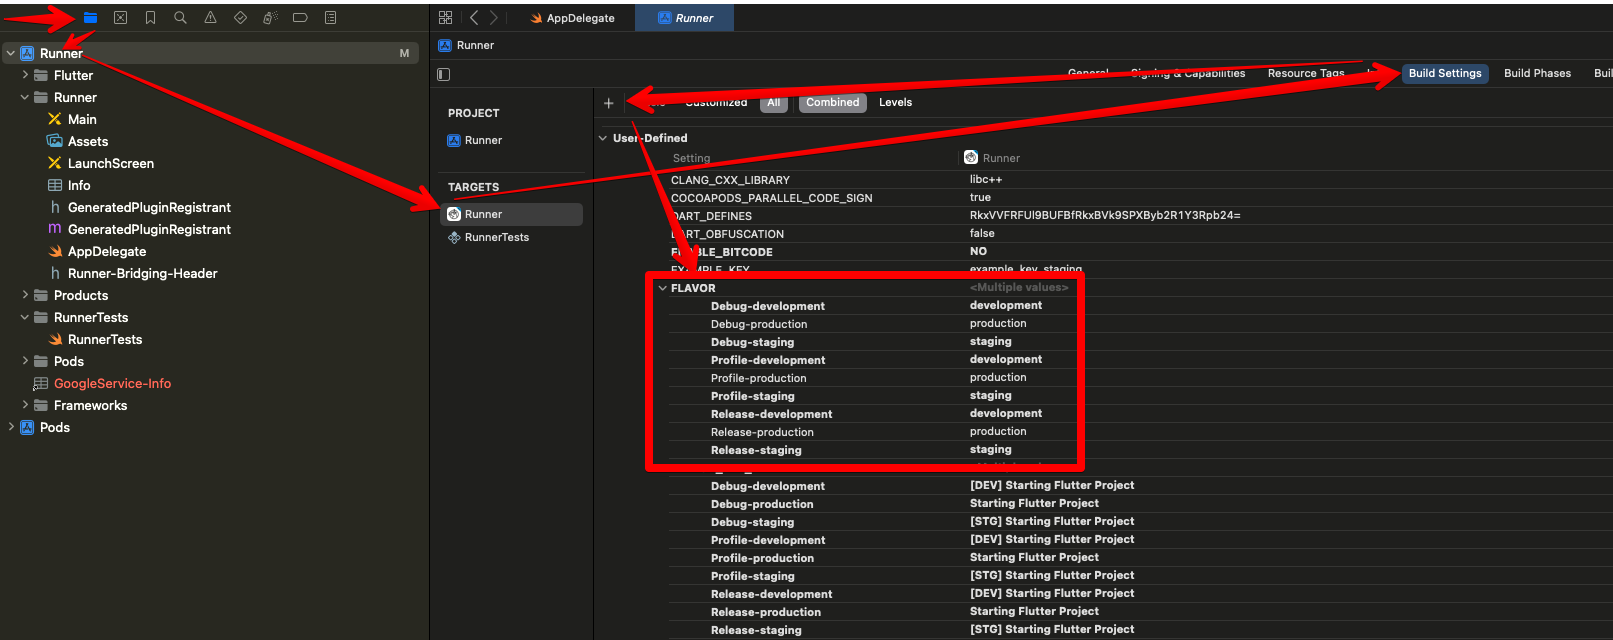 AppDelegate
Runner
Runner
M
Flutter
Runner
Main
Assets
LaunchScreen
Info
h GeneratedPluginRegistrant
m GeneratedPluginRegistrant
AppDelegate
h Runner-Bridging-Header
Products
RunnerTests
RunnerTests
Pods
GoogleService-Info
Frameworks
Pods
Runner
General
Signing & Capabilities
Resource Tags
Build Settings
Build Phases
Buil
PROJECT
Runner
TARGETS
Runner
RunnerTests
+
Customized
All
Combined
Levels
User-Defined
Setting
Runner
CLANG_CXX_LIBRARY libc++
COCOAPODS_PARALLEL_CODE_SIGN true
DART_DEFINES RkxVVFRFUl9BUFBfRkxBVk9SPXByb2R1Y3Rpb24=
DART_OBFUSCATION false
ENABLE_BITCODE NO
EXAMPLE_KEY example_key_staging
FLAVOR <Multiple values>
Debug-development development
Debug-production production
Debug-staging staging
Profile-development development
Profile-production production
Profile-staging staging
Release-development development
Release-production production
Release-staging staging
Debug-development [DEV] Starting Flutter Project
Debug-production Starting Flutter Project
Debug-staging [STG] Starting Flutter Project
Profile-development [DEV] Starting Flutter Project
Profile-production Starting Flutter Project
Profile-staging [STG] Starting Flutter Project
Release-development [DEV] Starting Flutter Project
Release-production Starting Flutter Project
Release-staging [STG] Starting Flutter Project